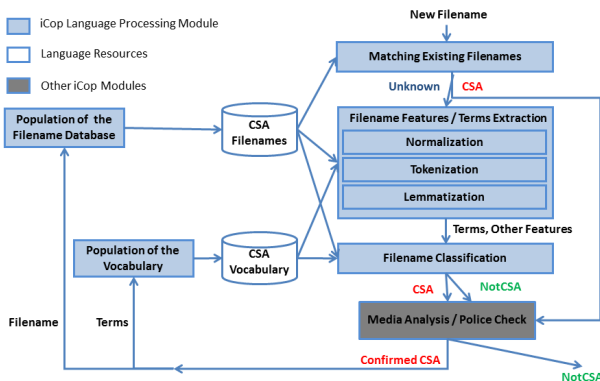 iCop Language Processing Module
Language Resources
Other iCop Modules
New Filename
Matching Existing Filenames
Unknown
CSA
Population of the
Filename Database
CSA
Filenames
Filename Features / Terms Extraction
Normalization
Tokenization
Lemmatization
Terms, Other Features
Population of the
Vocabulary
CSA
Vocabulary
Filename Classification
CSA
NotCSA
Media Analysis / Police Check
Filename
Terms
Confirmed CSA
NotCSA